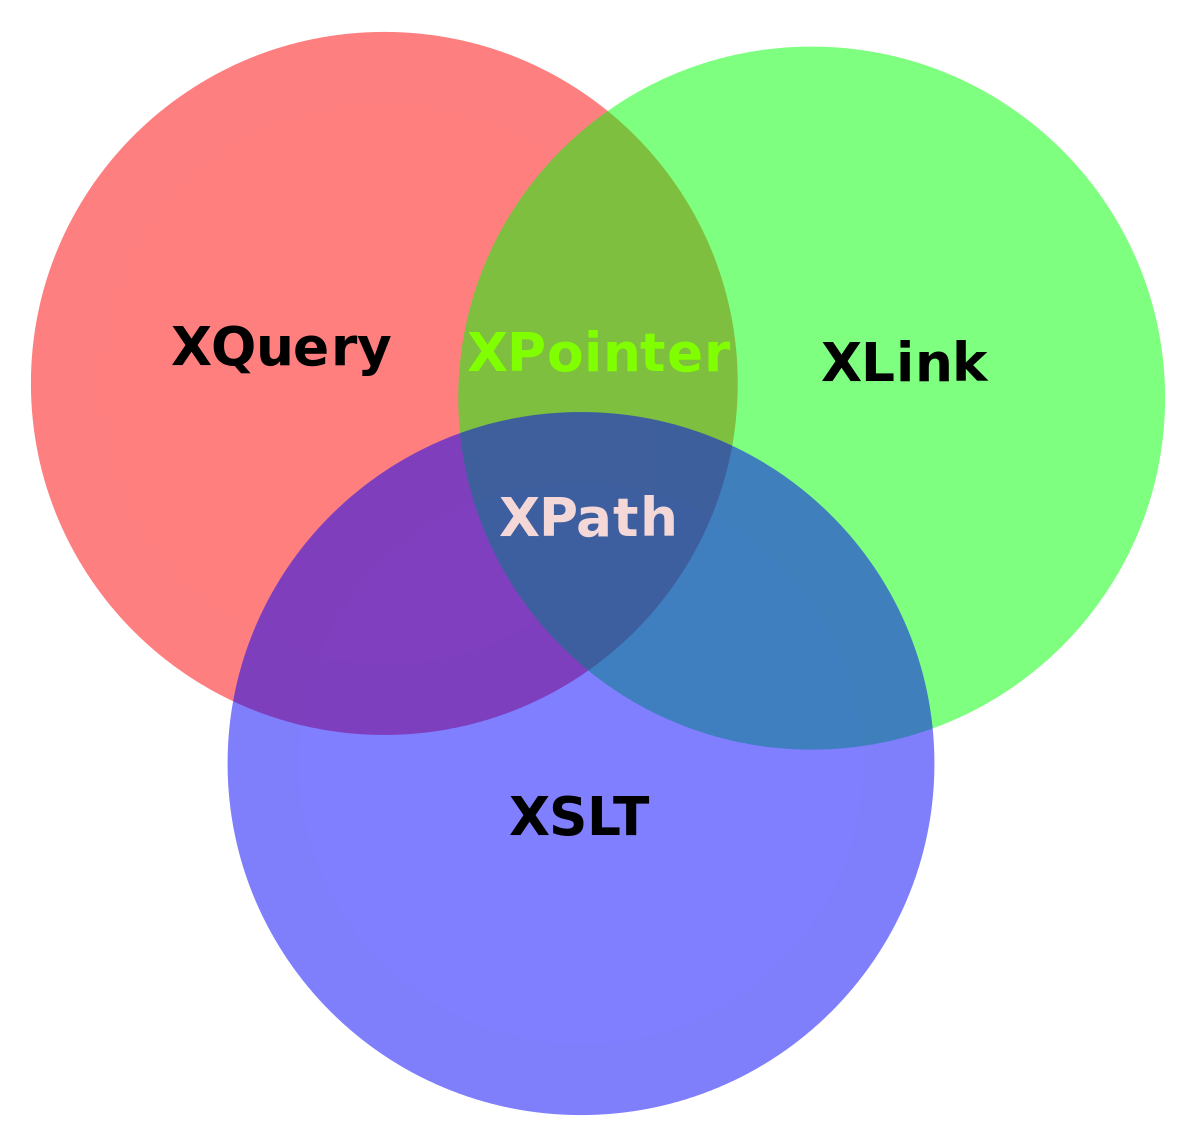 XQuery
XPointer
XLink
XPath
XSLT